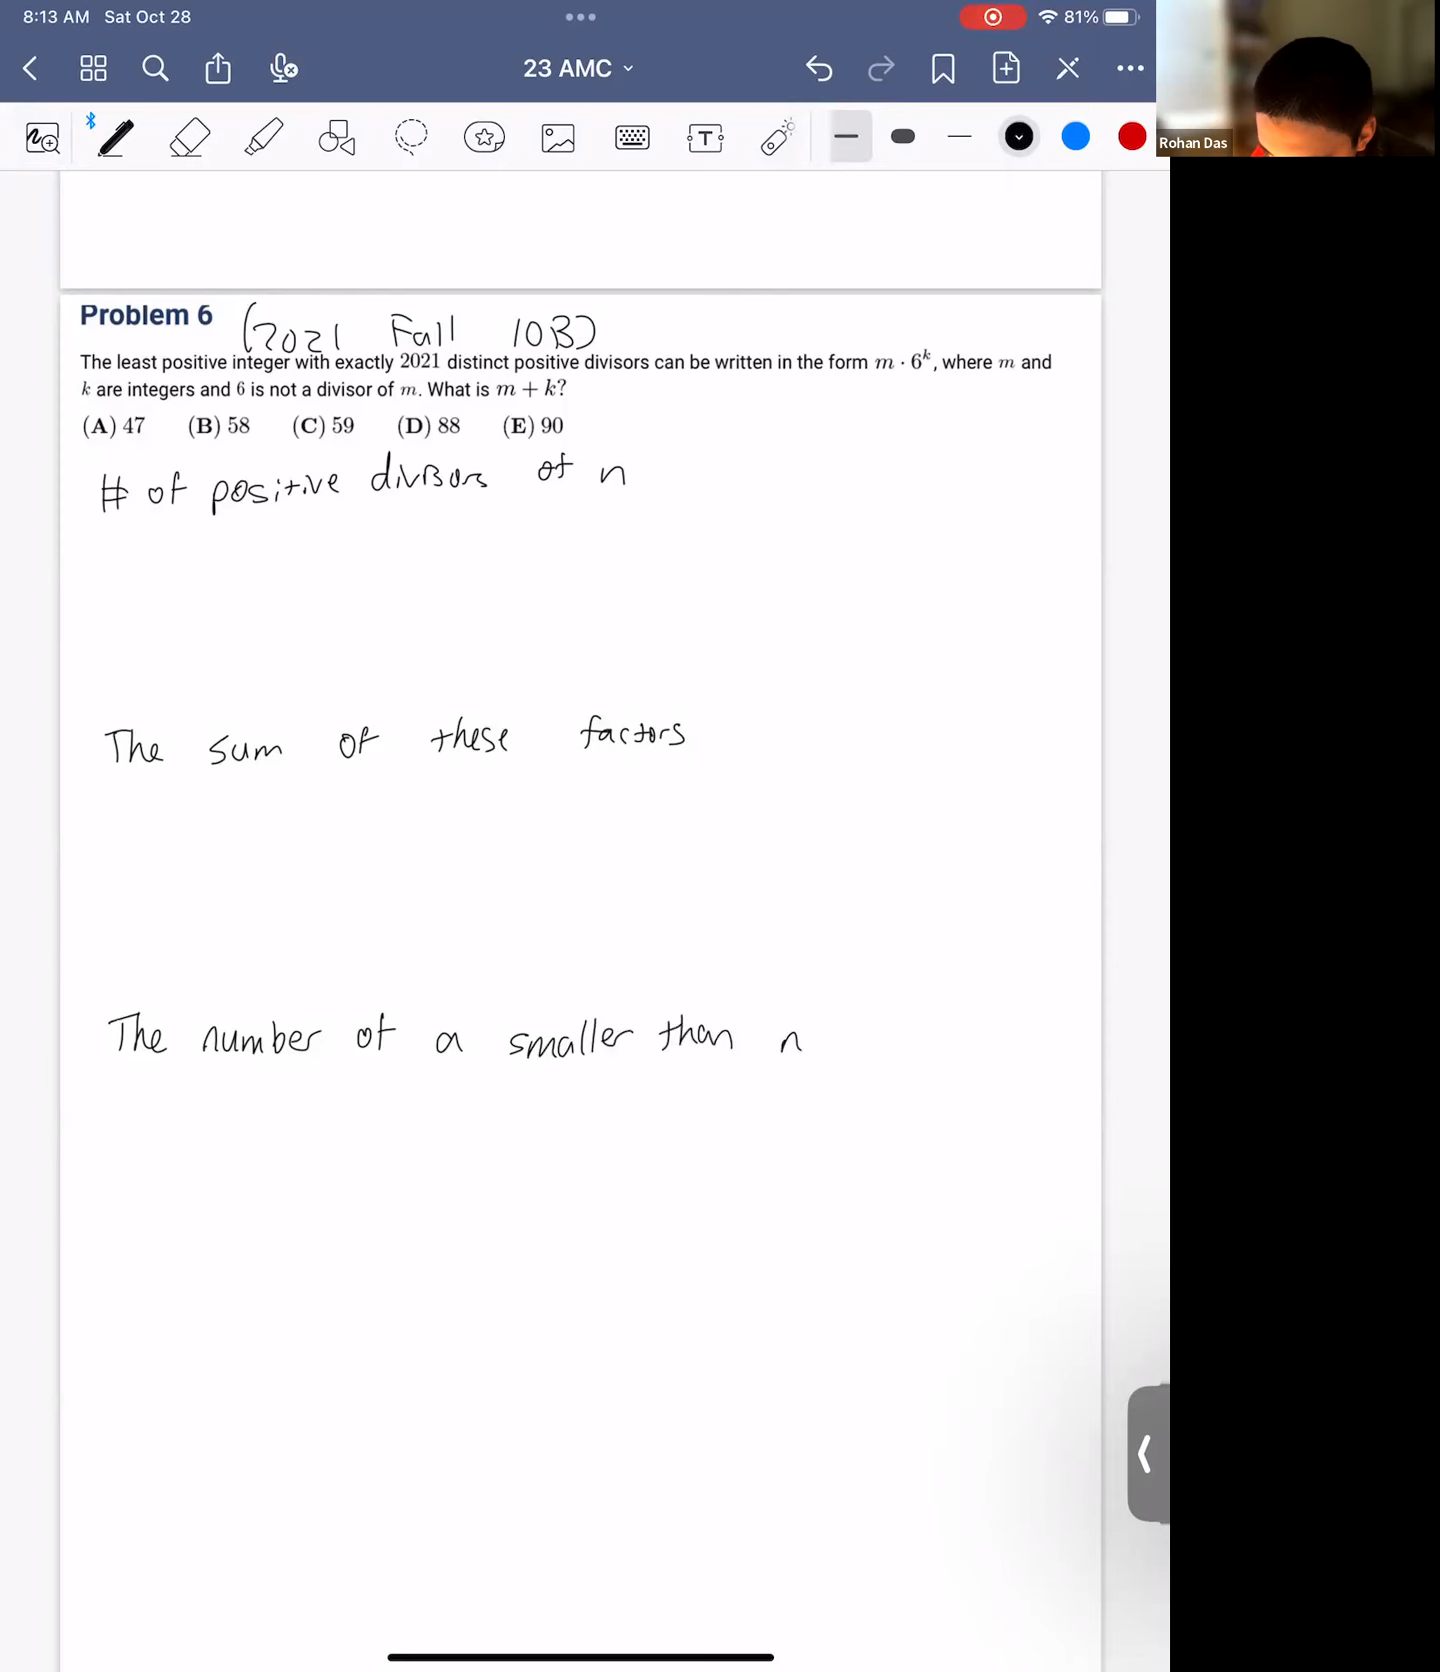 8:13 AM Sat Oct 28
81%
23 AMC
T
Rohan Das
Problem 6 (2021 Fall 10B)
The least positive integer with exactly 2021 distinct positive divisors can be written in the form m · 6^k, where m and
k are integers and 6 is not a divisor of m. What is m + k?
(A) 47 (B) 58 (C) 59 (D) 88 (E) 90
# of positive divisors of n
The sum of these factors
The number of a smaller than n